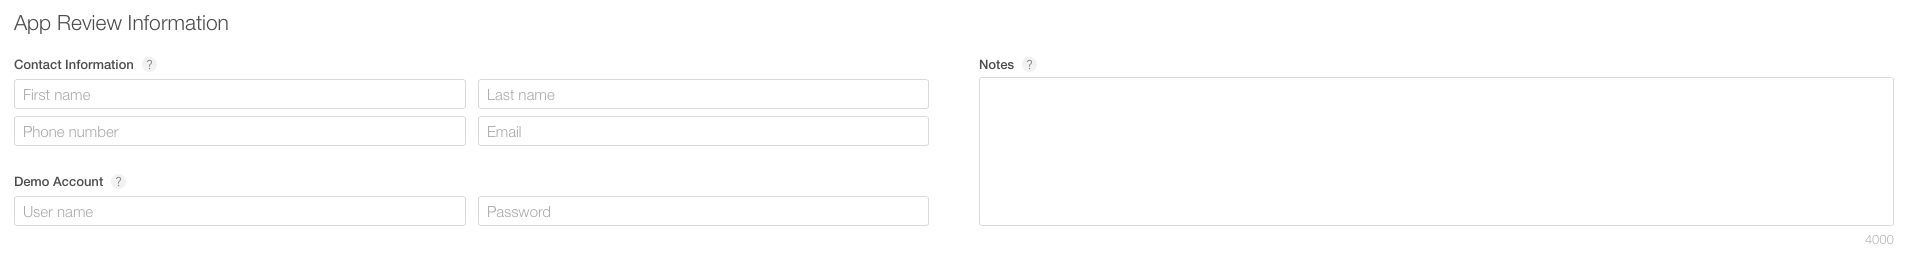 App Review Information
Contact Information ?
First name
Last name
Phone number
Email
Demo Account ?
User name
Password
Notes ?
4000